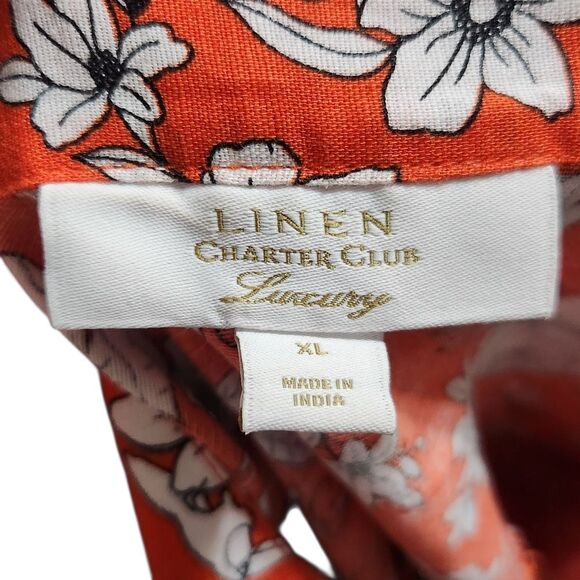 LINEN
CHARTER CLUB
Luxury
XL
MADE IN
INDIA